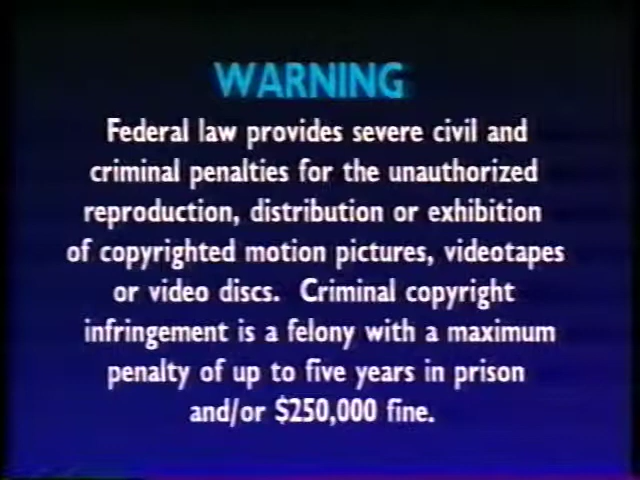 WARNING
Federal law provides severe civil and
criminal penalties for the unauthorized
reproduction, distribution or exhibition
of copyrighted motion pictures, videotapes
or video discs. Criminal copyright
infringement is a felony with a maximum
penalty of up to five years in prison
and/or $250,000 fine.